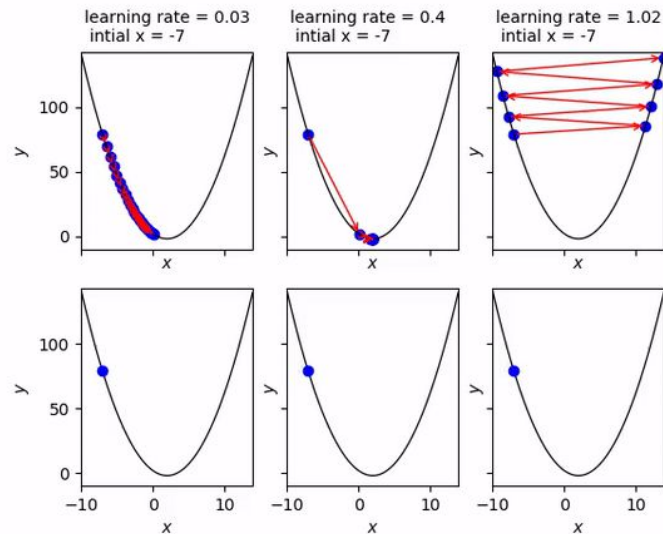 learning rate = 0.03
intial x = -7
learning rate = 0.4
intial x = -7
learning rate = 1.02
intial x = -7
y
100
50
0
x
y
x
y
x
y
100
50
0
-10
0
10
x
y
-10
0
10
x
y
-10
0
10
x